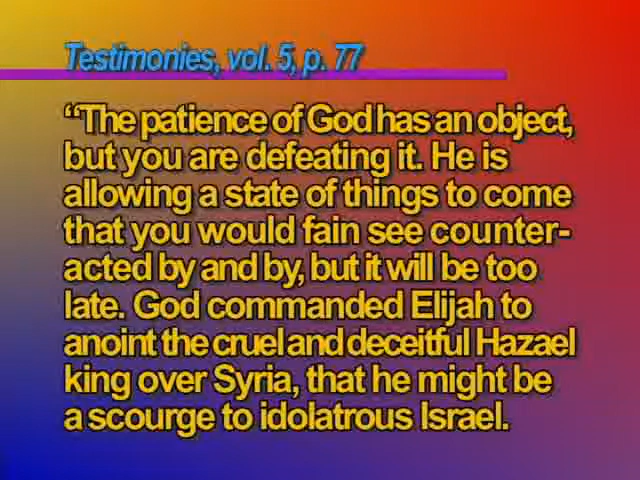 Testimonies, vol. 5, p. 77
“The patience of God has an object,
but you are defeating it. He is
allowing a state of things to come
that you would fain see counter-
acted by and by, but it will be too
late. God commanded Elijah to
anoint the cruel and deceitful Hazael
king over Syria, that he might be
a scourge to idolatrous Israel.